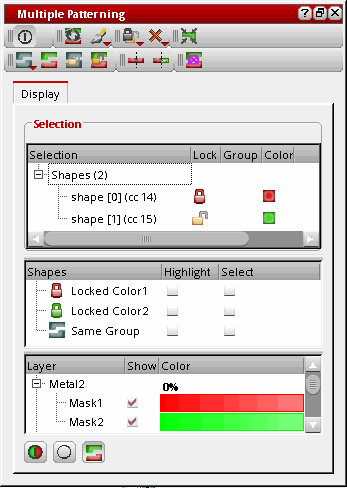 Multiple Patterning
Display
Selection
Selection Lock Group Color
Shapes (2)
shape [0] (cc 14)
shape [1] (cc 15)
Shapes Highlight Select
Locked Color1
Locked Color2
Same Group
Layer Show Color
Metal2 0%
Mask1
Mask2